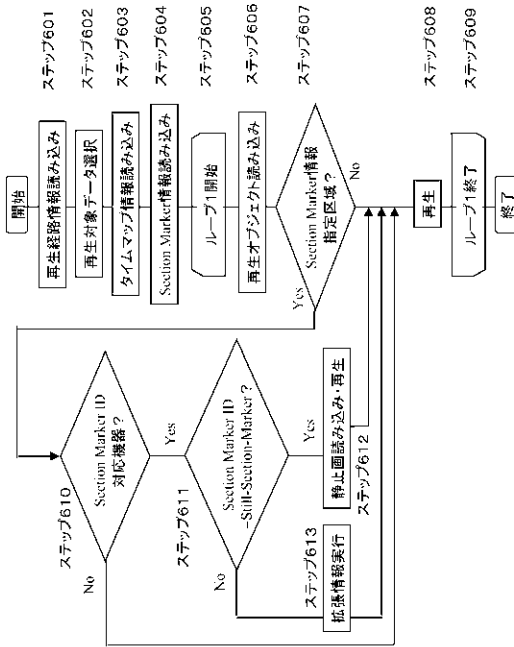 開始
ステップ601
再生経路情報読み込み
ステップ602
再生対象データ選択
ステップ603
タイムマップ情報読み込み
ステップ604
Section Marker情報読み込み
ステップ605
ループ1開始
ステップ606
再生オブジェクト読み込み
ステップ607
Section Marker情報
指定区域？
Yes
No
ステップ608
再生
ステップ609
ループ1終了
終了
ステップ610
Section Marker ID
対応機器？
No
Yes
ステップ611
Section Marker ID
=Still-Section-Marker？
No
Yes
静止画読み込み・再生
ステップ612
ステップ613
拡張情報実行